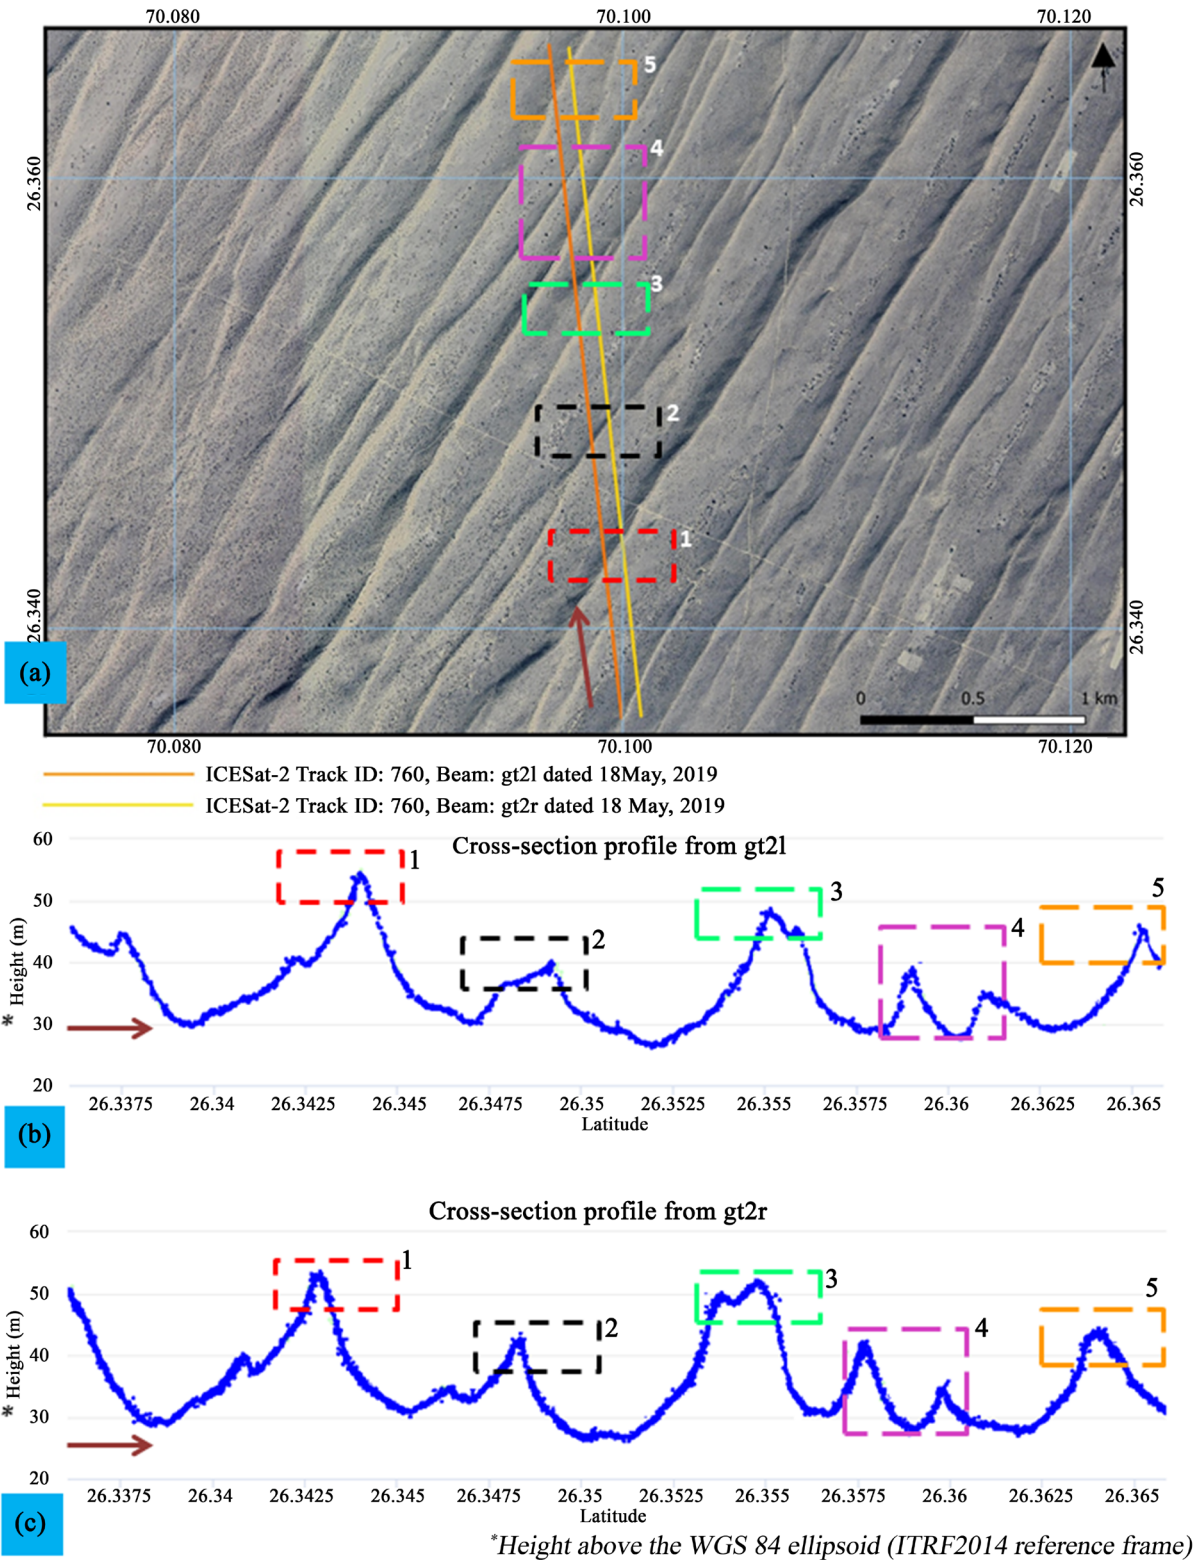 70.080 70.100 70.120
5
4
26.360 26.360
3
2
1
26.340 26.340
(a)
0 0.5 1 km
70.080 70.100 70.120
ICESat-2 Track ID: 760, Beam: gt2l dated 18May, 2019
ICESat-2 Track ID: 760, Beam: gt2r dated 18 May, 2019
Cross-section profile from gt2l
60
1
50
3
5
2
4
40
* Height (m)
30
20
26.3375 26.34 26.3425 26.345 26.3475 26.35 26.3525 26.355 26.3575 26.36 26.3625 26.365
Latitude
(b)
Cross-section profile from gt2r
60
1
50
3
5
2
4
40
* Height (m)
30
20
26.3375 26.34 26.3425 26.345 26.3475 26.35 26.3525 26.355 26.3575 26.36 26.3625 26.365
Latitude
(c)
*Height above the WGS 84 ellipsoid (ITRF2014 reference frame)